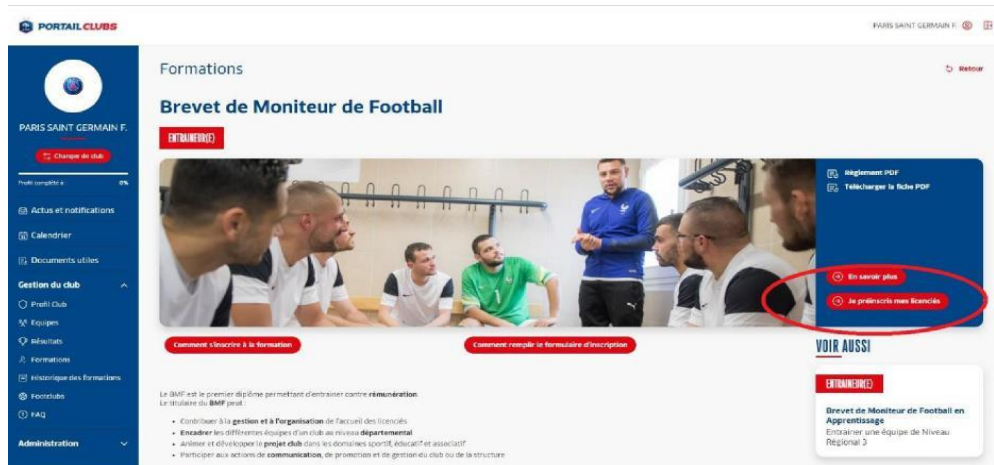 PORTAIL CLUBS
PARIS SAINT GERMAIN F.
PARIS SAINT GERMAIN F.
Changer de club
Profil complété à 0%
Actus et notifications
Calendrier
Documents utiles
Gestion du club
Profil Club
Equipes
Résultats
Formations
Historique des formations
Footclubs
FAQ
Administration
Formations
Retour
Brevet de Moniteur de Football
ENTRAINEUR(E)
Règlement PDF
Télécharger la fiche PDF
En savoir plus
Je préinscris mes licenciés
Comment s'inscrire à la formation
Comment remplir le formulaire d'inscription
Le BMF est le premier diplôme permettant d'entrainer contre rémunération
Le titulaire du BMF peut :
• Contribuer à la gestion et à l'organisation de l'accueil des licenciés
• Encadrer les différentes équipes d'un club au niveau départemental
• Animer et développer le projet club dans les domaines sportif, éducatif et associatif
• Participer aux actions de communication, de promotion et de gestion du club ou de la structure
VOIR AUSSI
ENTRAINEUR(E)
Brevet de Moniteur de Football en
Apprentissage
Entrainer une équipe de Niveau
Régional 3